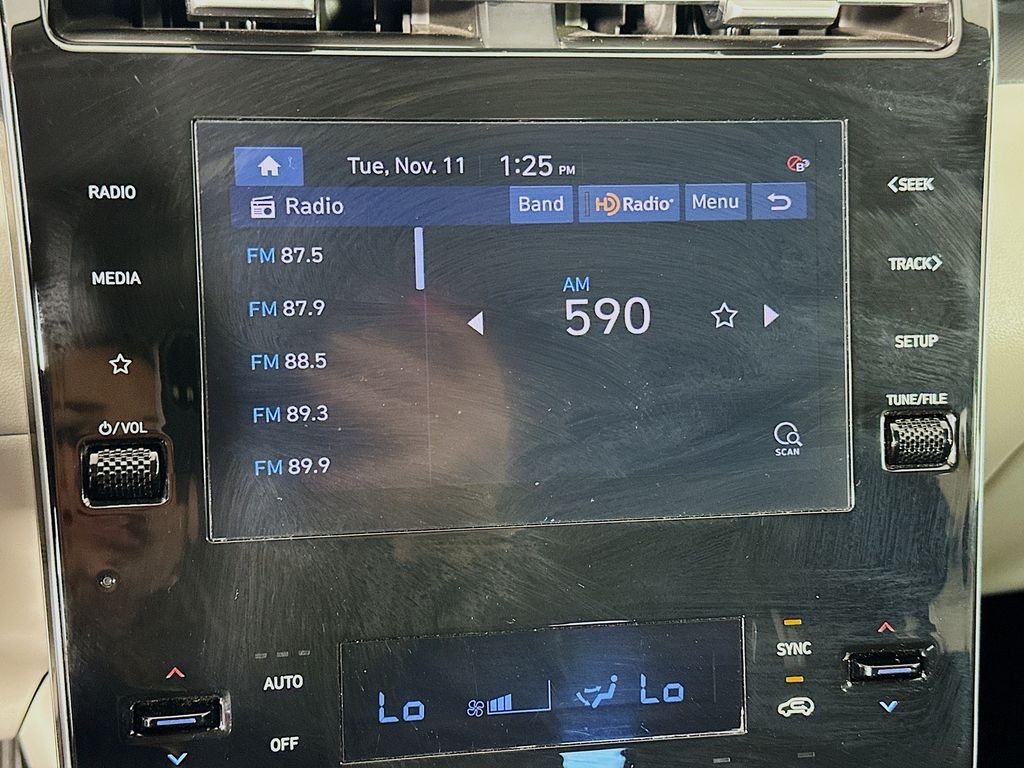 Tue, Nov. 11 1:25 PM
B
Radio Band HD Radio Menu
FM 87.5
FM 87.9
FM 88.5
FM 89.3
FM 89.9
AM
590
SCAN
RADIO
MEDIA
/VOL
<SEEK
TRACK>
SETUP
TUNE/FILE
AUTO
OFF
Lo Lo
SYNC